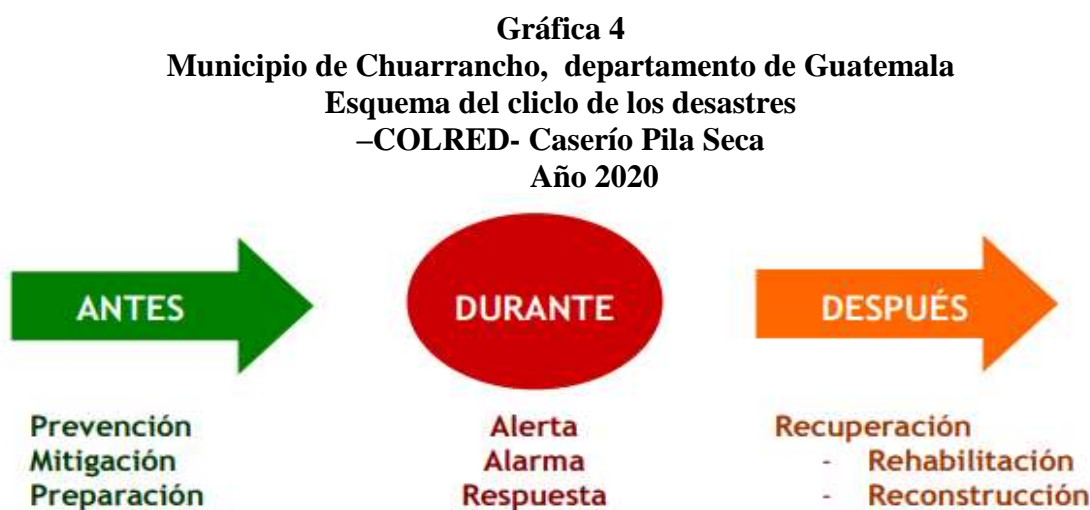 Gráfica 4
Municipio de Chuarrancho, departamento de Guatemala
Esquema del cliclo de los desastres
–COLRED- Caserío Pila Seca
Año 2020
ANTES
DURANTE
DESPUÉS
Prevención
Mitigación
Preparación
Alerta
Alarma
Respuesta
Recuperación
- Rehabilitación
- Reconstrucción